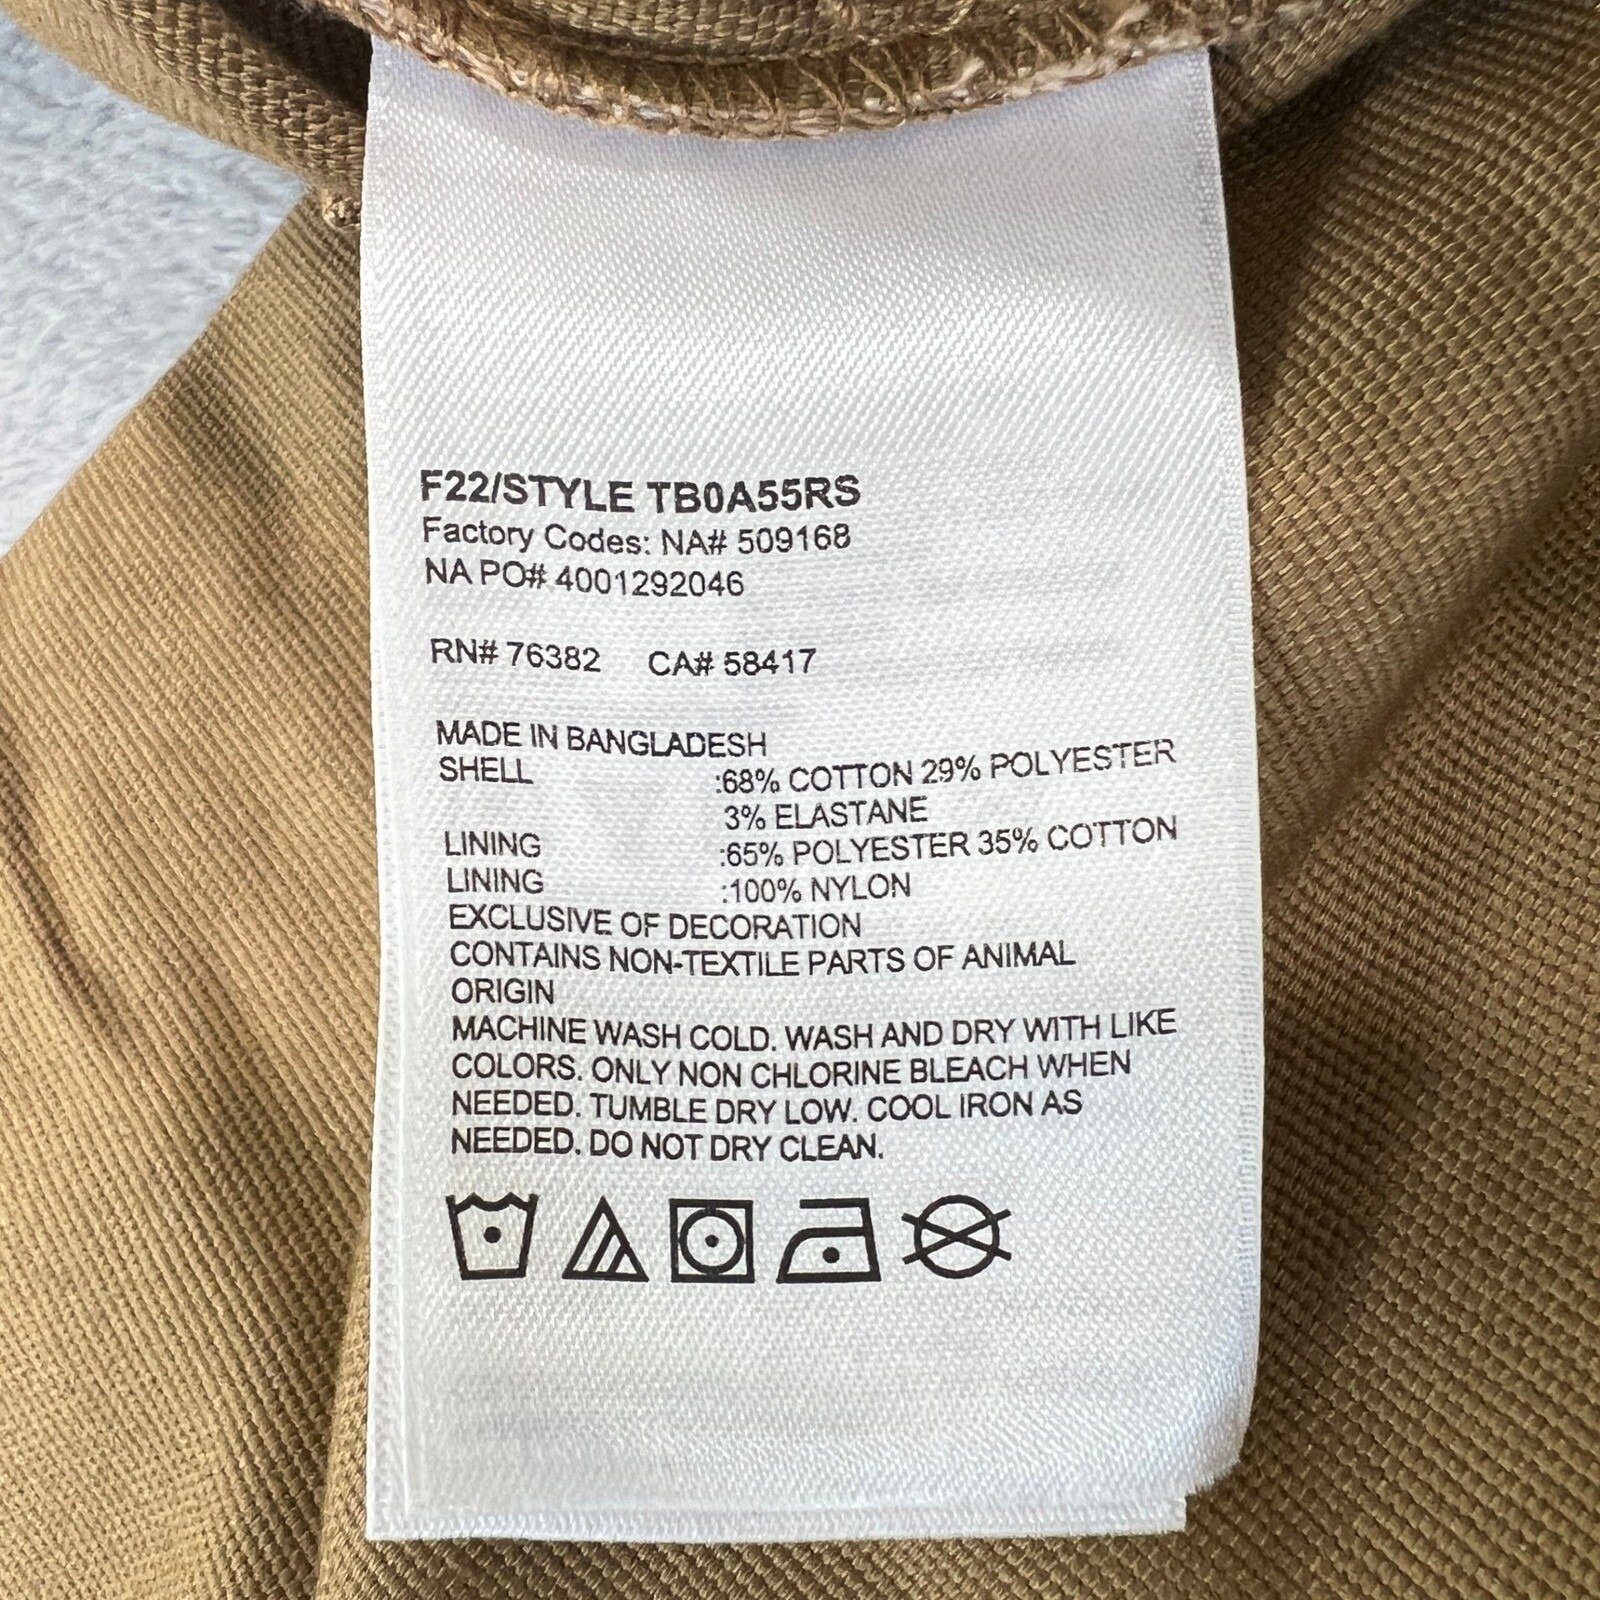 F22/STYLE TB0A55RS
Factory Codes: NA# 509168
NA PO# 4001292046
RN# 76382 CA# 58417
MADE IN BANGLADESH
SHELL :68% COTTON 29% POLYESTER
3% ELASTANE
LINING :65% POLYESTER 35% COTTON
LINING :100% NYLON
EXCLUSIVE OF DECORATION
CONTAINS NON-TEXTILE PARTS OF ANIMAL
ORIGIN
MACHINE WASH COLD. WASH AND DRY WITH LIKE
COLORS. ONLY NON CHLORINE BLEACH WHEN
NEEDED. TUMBLE DRY LOW. COOL IRON AS
NEEDED. DO NOT DRY CLEAN.